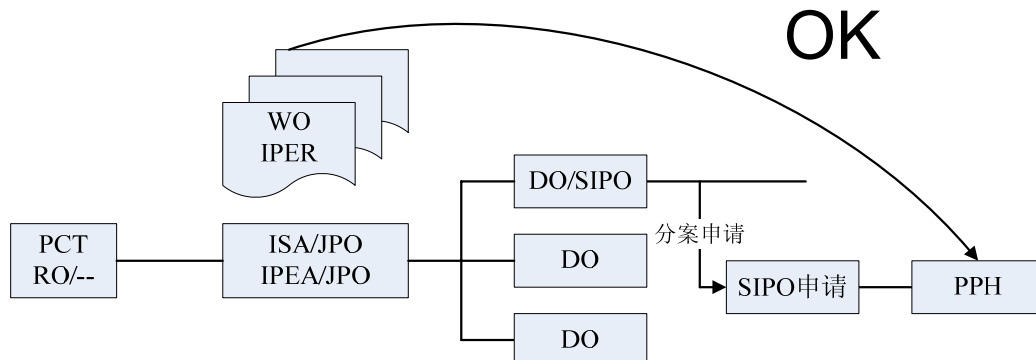 OK
WO
IPER
DO/SIPO
分案申请
PCT
RO/--
ISA/JPO
IPEA/JPO
DO
SIPO申请
PPH
DO